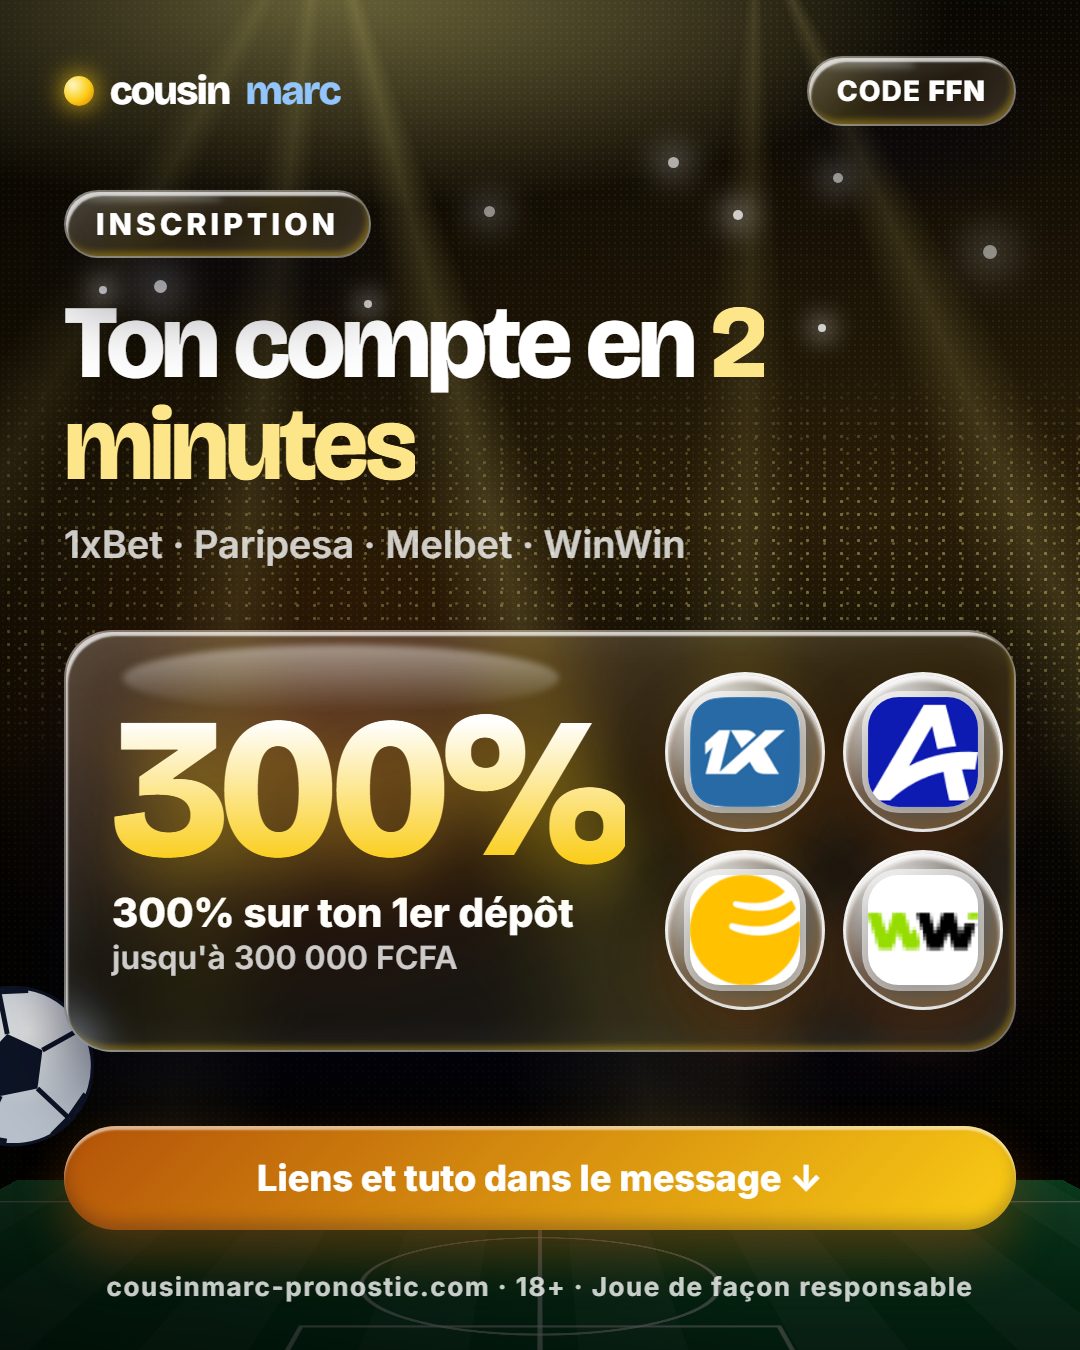 cousin marc
CODE FFN
INSCRIPTION
Ton compte en 2
minutes
1xBet · Paripesa · Melbet · WinWin
300%
1X
300% sur ton 1er dépôt
jusqu'à 300 000 FCFA
Liens et tuto dans le message ↓
cousinmarc-pronostic.com · 18+ · Joue de façon responsable